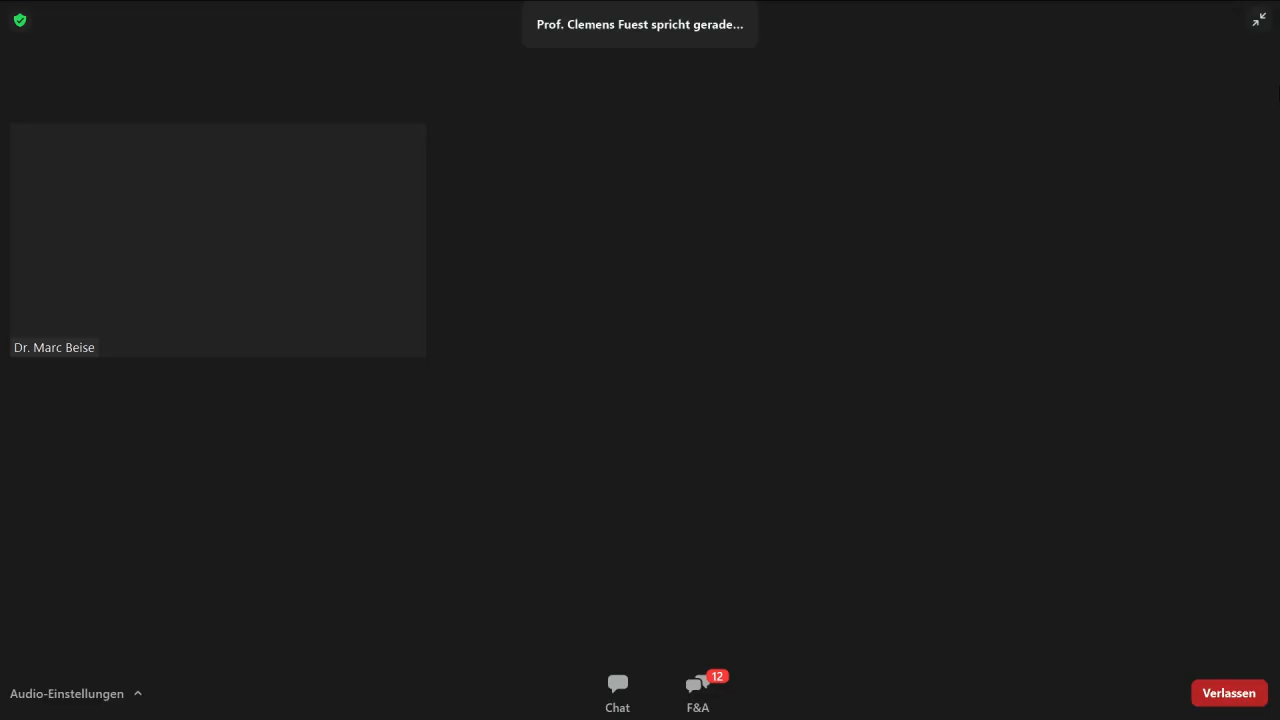 Prof. Clemens Fuest spricht gerade...
Dr. Marc Beise
Audio-Einstellungen
12
Chat
F&A
Verlassen